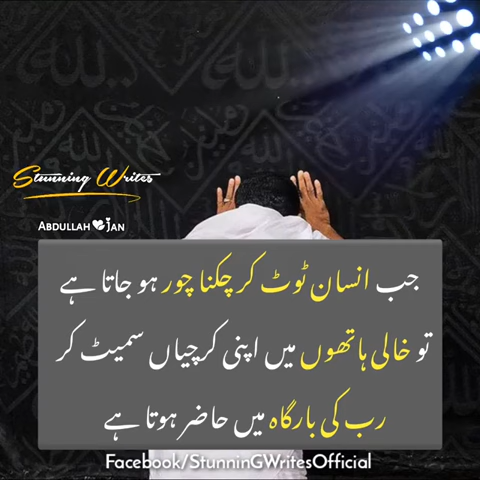 Stunning Writes
ABDULLAH JAN
جب انسان ٹوٹ کر چکنا چور ہو جاتا ہے
تو خالی ہاتھوں میں اپنی کرچیاں سمیٹ کر
رب کی بارگاہ میں حاضر ہوتا ہے
Facebook/StunninGWritesOfficial